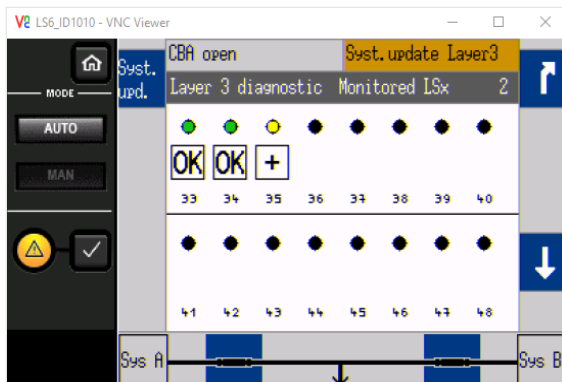 LS6_ID1010 - VNC Viewer
MODE
AUTO
MAN
Syst. upd.
CBA open
Syst.update Layer3
Layer 3 diagnostic Monitored LSx 2
OK OK +
33 34 35 36 37 38 39 40
41 42 43 44 45 46 47 48
Sys A
Sys B